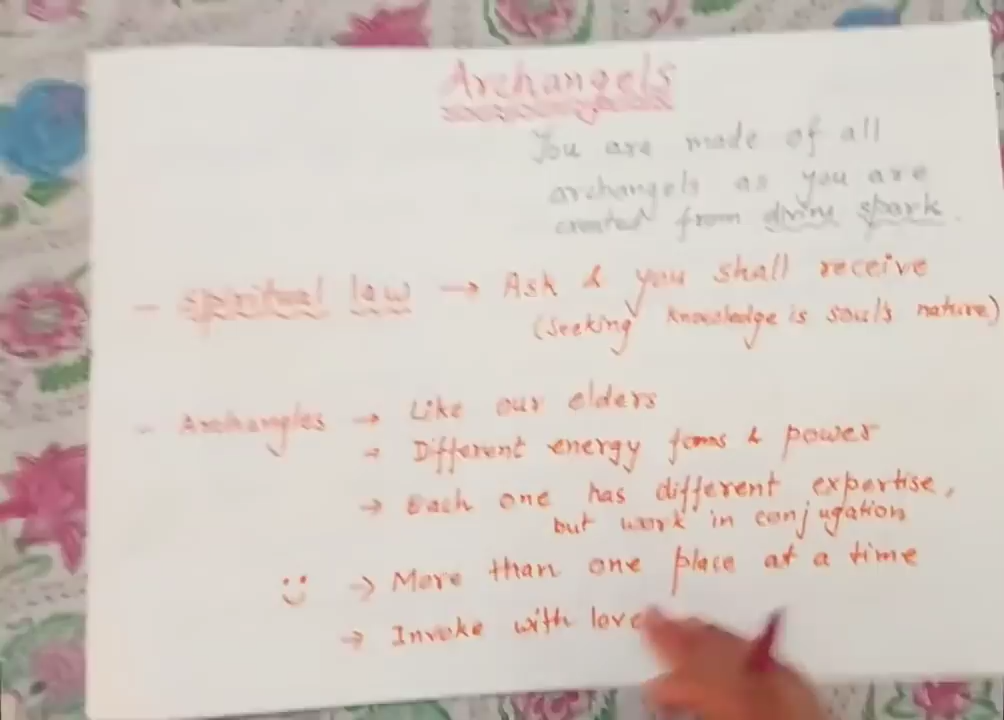 Archangels
You are made of all
archangels as you are
created from divine spark.
- Spiritual law → Ask & you shall receive
(Seeking knowledge is soul's nature)
- Archangles → Like our elders
→ Different energy foms & power
→ Each one has different expertise,
but work in conjugation
:) → More than one place at a time
→ Invoke with love